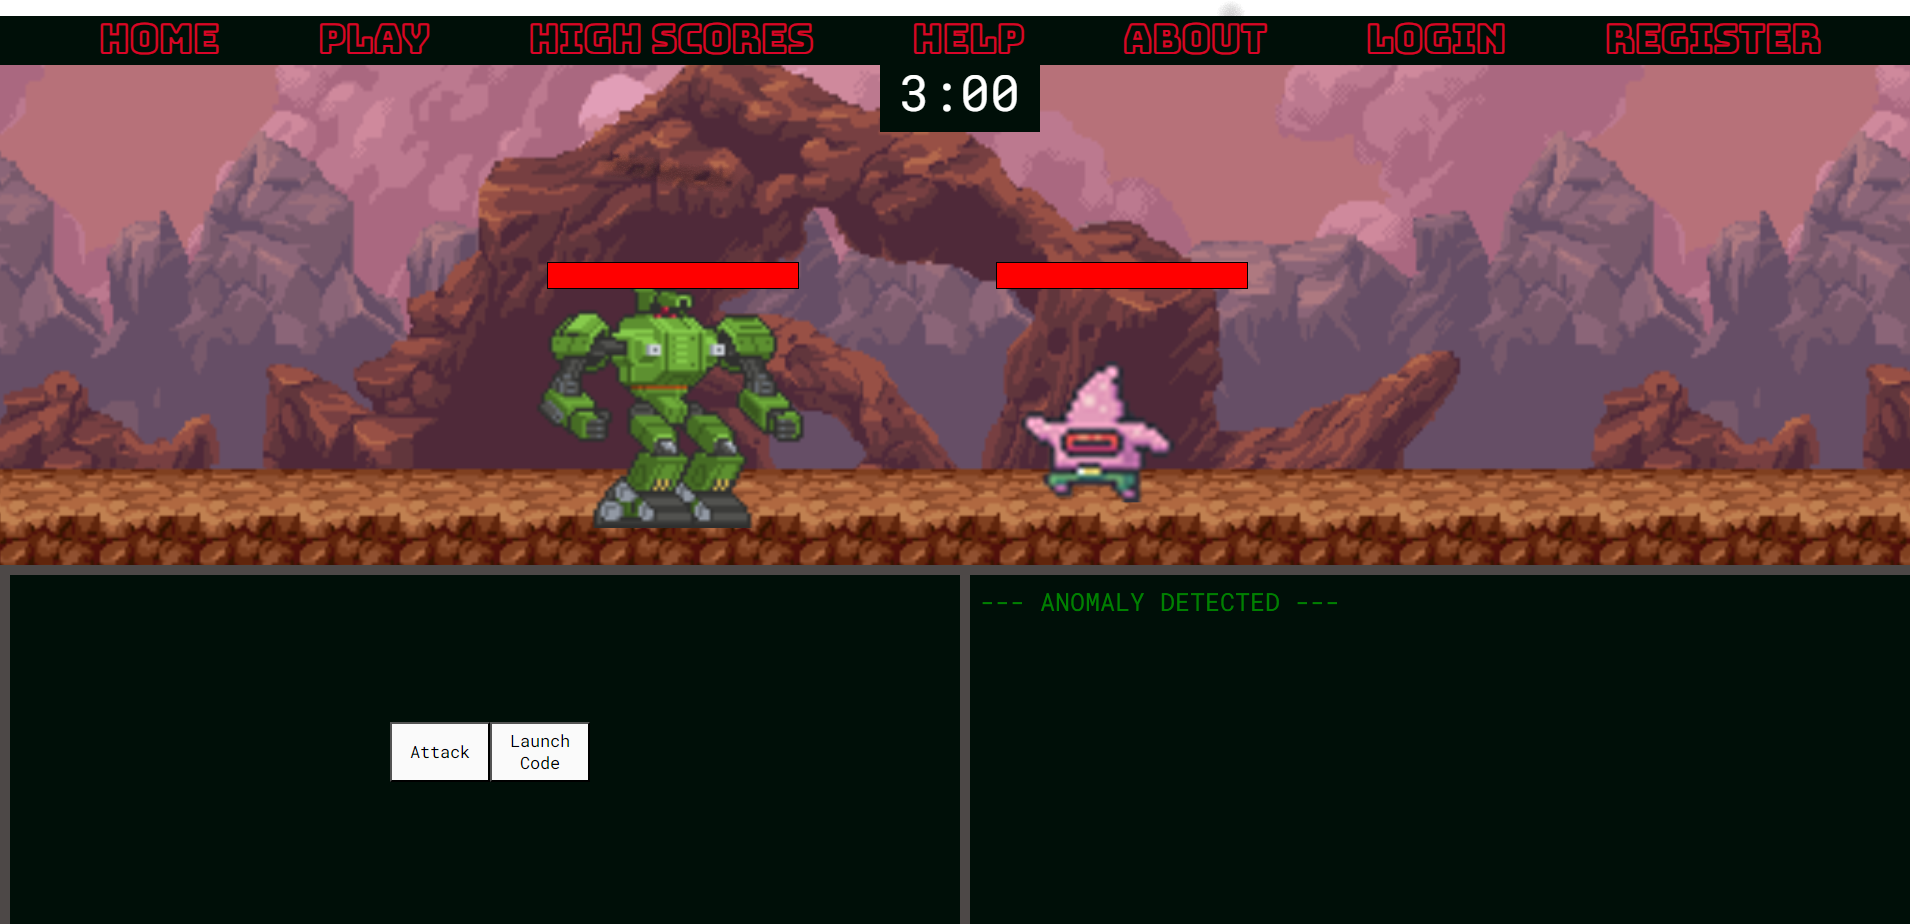 HOME PLAY HIGH SCORES HELP ABOUT LOGIN REGISTER
3:00
--- ANOMALY DETECTED ---
Attack
Launch
Code